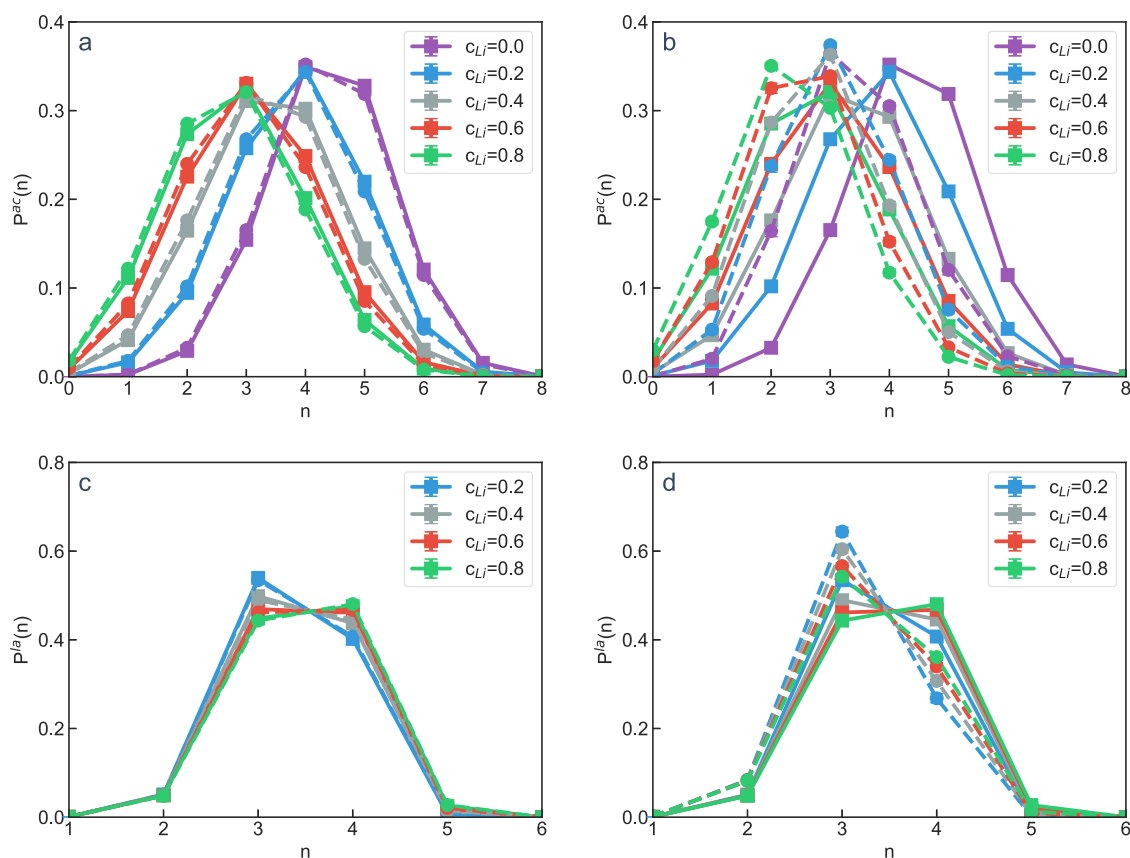 a
c_Li=0.0
c_Li=0.2
c_Li=0.4
c_Li=0.6
c_Li=0.8
P^ac(n)
0.4
0.3
0.2
0.1
0.0
0 1 2 3 4 5 6 7 8
n
b
c_Li=0.0
c_Li=0.2
c_Li=0.4
c_Li=0.6
c_Li=0.8
P^ac(n)
0.4
0.3
0.2
0.1
0.0
0 1 2 3 4 5 6 7 8
n
c
c_Li=0.2
c_Li=0.4
c_Li=0.6
c_Li=0.8
P^la(n)
0.8
0.6
0.4
0.2
0.0
1 2 3 4 5 6
n
d
c_Li=0.2
c_Li=0.4
c_Li=0.6
c_Li=0.8
P^la(n)
0.8
0.6
0.4
0.2
0.0
1 2 3 4 5 6
n